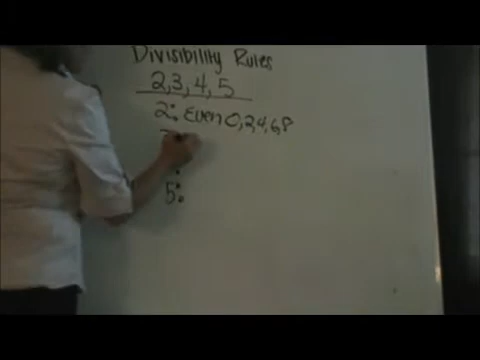 Divisibility Rules
2, 3, 4, 5
2: Even 0, 2, 4, 6, 8
5: